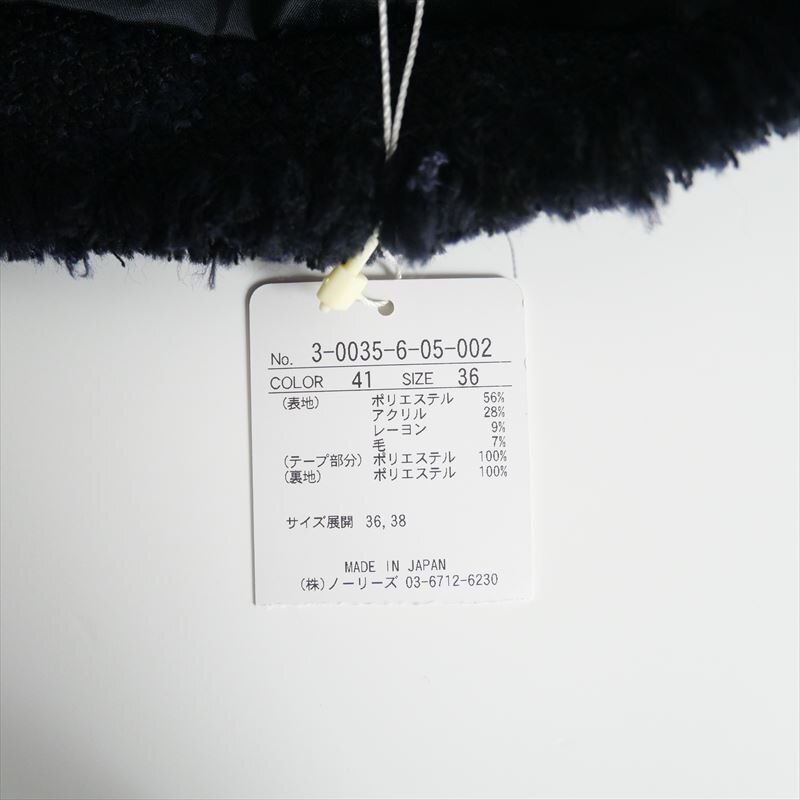 No. 3-0035-6-05-002
COLOR 41 SIZE 36
(表地) ポリエステル 56%
アクリル 28%
レーヨン 9%
毛 7%
(テープ部分) ポリエステル 100%
(裏地) ポリエステル 100%
サイズ展開 36,38
MADE IN JAPAN
(株)ノーリーズ 03-6712-6230